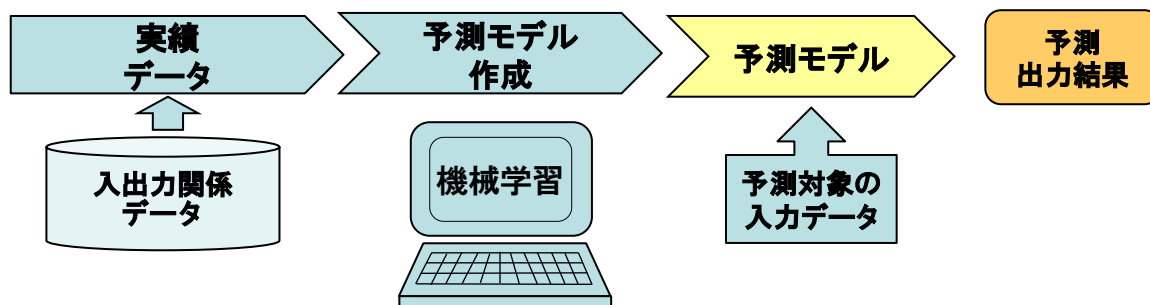 実績
データ
予測モデル
作成
予測モデル
予測
出力結果
入出力関係
データ
機械学習
予測対象の
入力データ